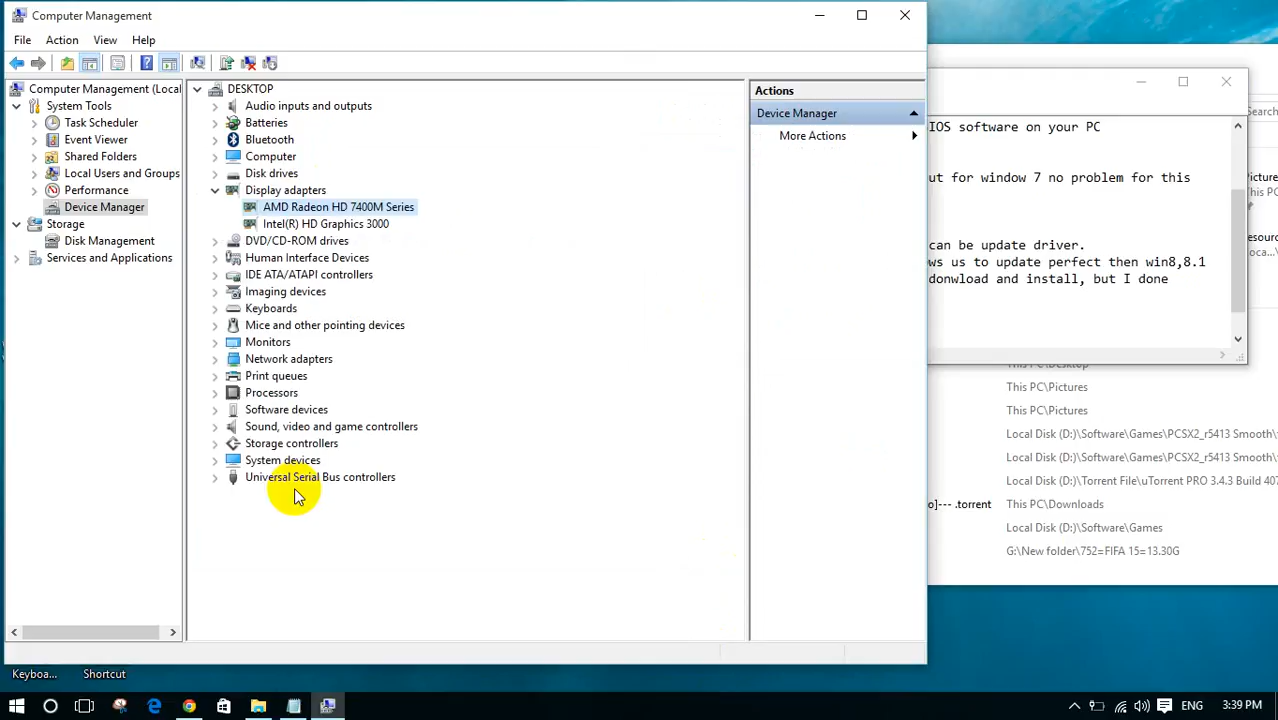 Computer Management
File Action View Help
Computer Management (Local
System Tools
Task Scheduler
Event Viewer
Shared Folders
Local Users and Groups
Performance
Device Manager
Storage
Disk Management
Services and Applications
DESKTOP
Audio inputs and outputs
Batteries
Bluetooth
Computer
Disk drives
Display adapters
AMD Radeon HD 7400M Series
Intel(R) HD Graphics 3000
DVD/CD-ROM drives
Human Interface Devices
IDE ATA/ATAPI controllers
Imaging devices
Keyboards
Mice and other pointing devices
Monitors
Network adapters
Print queues
Processors
Software devices
Sound, video and game controllers
Storage controllers
System devices
Universal Serial Bus controllers
Actions
Device Manager
More Actions
IOS software on your PC
ut for window 7 no problem for this
can be update driver.
ws us to update perfect then win8,8.1
donwload and install, but I done
Search
Picture
This P
esour
oca...
This PC\Desktop
This PC\Pictures
This PC\Pictures
Local Disk (D:)\Software\Games\PCSX2_r5413 Smooth\
Local Disk (D:)\Software\Games\PCSX2_r5413 Smooth\
Local Disk (D:)\Torrent File\uTorrent PRO 3.4.3 Build 407
o]--- .torrent This PC\Downloads
Local Disk (D:)\Software\Games
G:\New folder\752=FIFA 15=13.30G
Keyboa... Shortcut
ENG 3:39 PM